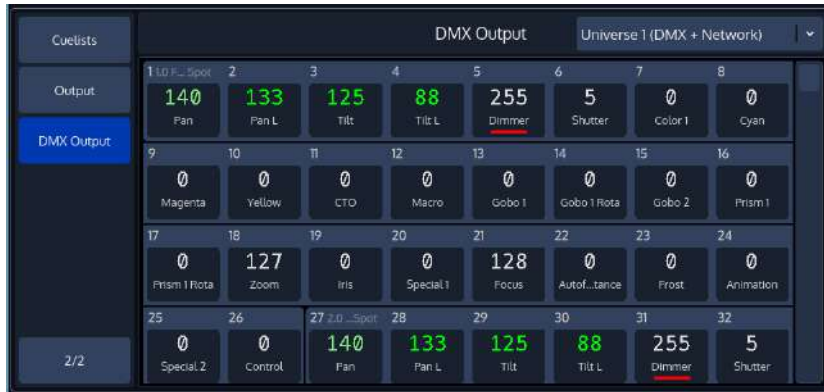 Cuelists
Output
DMX Output
2/2
DMX Output
Universe 1 (DMX + Network)
1 1.0 F... Spot 2 3 4 5 6 7 8
140 133 125 88 255 5 0 0
Pan Pan L Tilt Tilt L Dimmer Shutter Color 1 Cyan
9 10 11 12 13 14 15 16
0 0 0 0 0 0 0 0
Magenta Yellow CTO Macro Gobo 1 Gobo 1 Rota Gobo 2 Prism 1
17 18 19 20 21 22 23 24
0 127 0 0 128 0 0 0
Prism 1 Rota Zoom Iris Special 1 Focus Autof...tance Frost Animation
25 26 27 2.0 ...Spot 28 29 30 31 32
0 0 140 133 125 88 255 5
Special 2 Control Pan Pan L Tilt Tilt L Dimmer Shutter